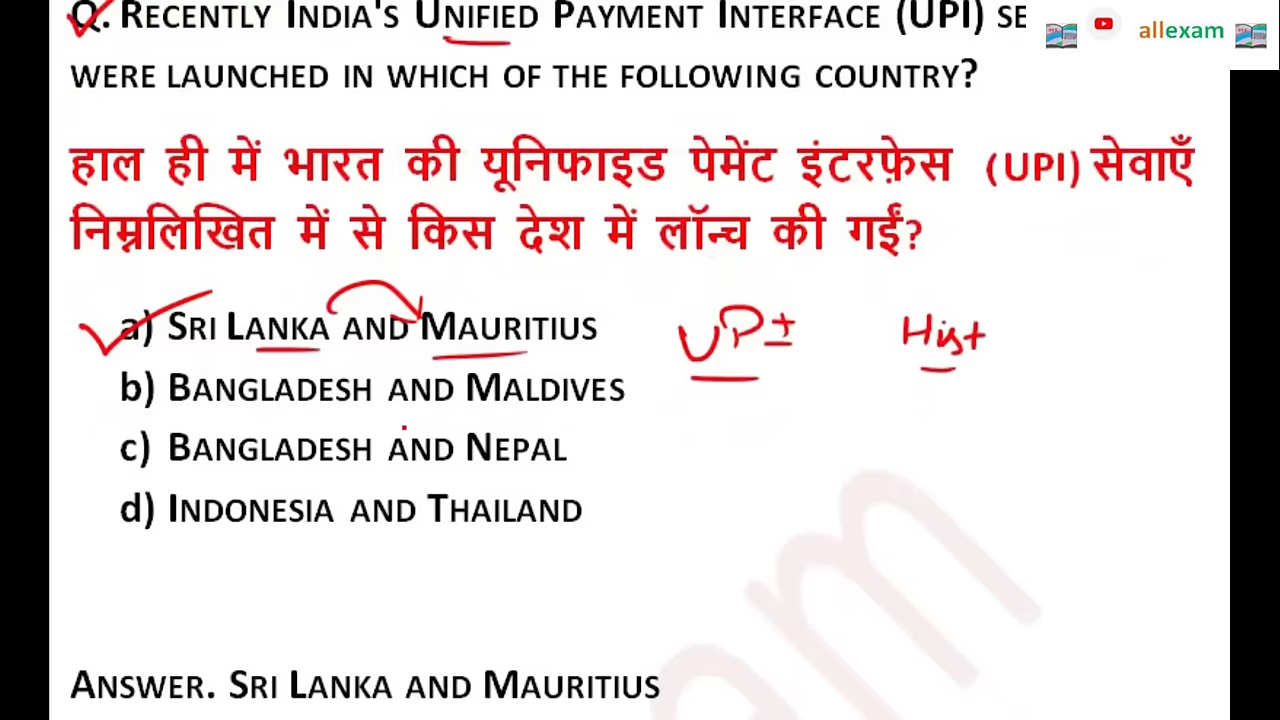 Q. RECENTLY INDIA'S UNIFIED PAYMENT INTERFACE (UPI) SE
allexam
WERE LAUNCHED IN WHICH OF THE FOLLOWING COUNTRY?
हाल ही में भारत की यूनिफाइड पेमेंट इंटरफ़ेस (UPI) सेवाएँ
निम्नलिखित में से किस देश में लॉन्च की गईं?
a) SRI LANKA AND MAURITIUS
UPI
Hist
b) BANGLADESH AND MALDIVES
c) BANGLADESH AND NEPAL
d) INDONESIA AND THAILAND
ANSWER. SRI LANKA AND MAURITIUS